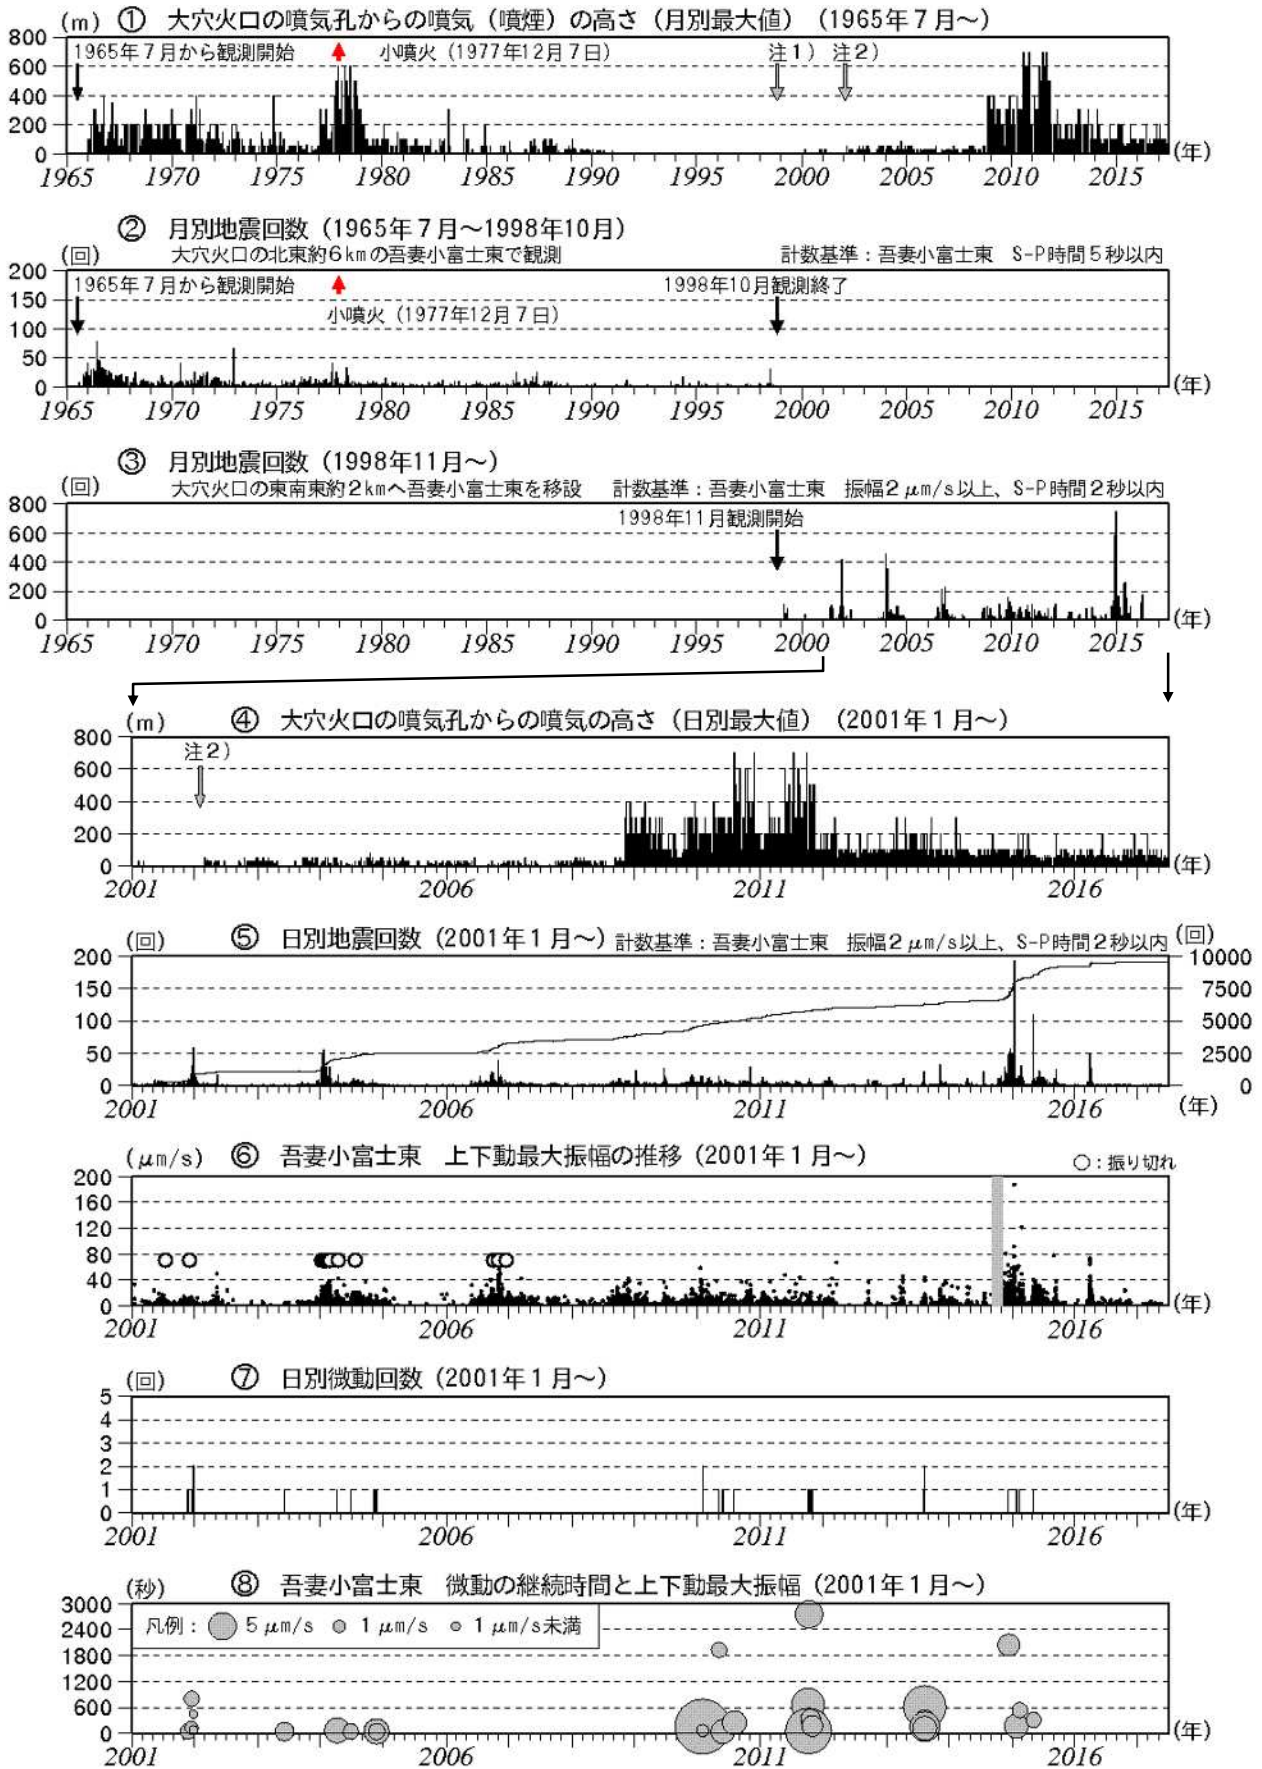 (m) ① 大穴火口の噴気孔からの噴気（噴煙）の高さ（月別最大値）（1965年７月～）
800
600
400
200
0
1965年７月から観測開始
小噴火（1977年12月７日）
注１）
注２）
(年)
1965 1970 1975 1980 1985 1990 1995 2000 2005 2010 2015
② 月別地震回数（1965年７月～1998年10月）
(回) 大穴火口の北東約６kmの吾妻小富士東で観測 計数基準：吾妻小富士東 S-P時間５秒以内
200
150
100
50
0
1965年７月から観測開始
小噴火（1977年12月７日）
1998年10月観測終了
(年)
1965 1970 1975 1980 1985 1990 1995 2000 2005 2010 2015
③ 月別地震回数（1998年11月～）
(回) 大穴火口の東南東約２kmへ吾妻小富士東を移設 計数基準：吾妻小富士東 振幅２μm/s以上、S-P時間２秒以内
800
600
400
200
0
1998年11月観測開始
(年)
1965 1970 1975 1980 1985 1990 1995 2000 2005 2010 2015
(m) ④ 大穴火口の噴気孔からの噴気の高さ（日別最大値）（2001年１月～）
800
600
400
200
0
注２）
(年)
2001 2006 2011 2016
(回) ⑤ 日別地震回数（2001年１月～） 計数基準：吾妻小富士東 振幅２μm/s以上、S-P時間２秒以内 (回)
200 10000
150 7500
100 5000
50 2500
0 0
2001 2006 2011 2016 (年)
(μm/s) ⑥ 吾妻小富士東 上下動最大振幅の推移（2001年１月～） ○：振り切れ
200
160
120
80
40
0
(年)
2001 2006 2011 2016
(回) ⑦ 日別微動回数（2001年１月～）
5
4
3
2
1
0
(年)
2001 2006 2011 2016
(秒) ⑧ 吾妻小富士東 微動の継続時間と上下動最大振幅（2001年１月～）
3000
2400
1800
1200
600
0
凡例： 5 μm/s 1 μm/s 1 μm/s未満
(年)
2001 2006 2011 2016